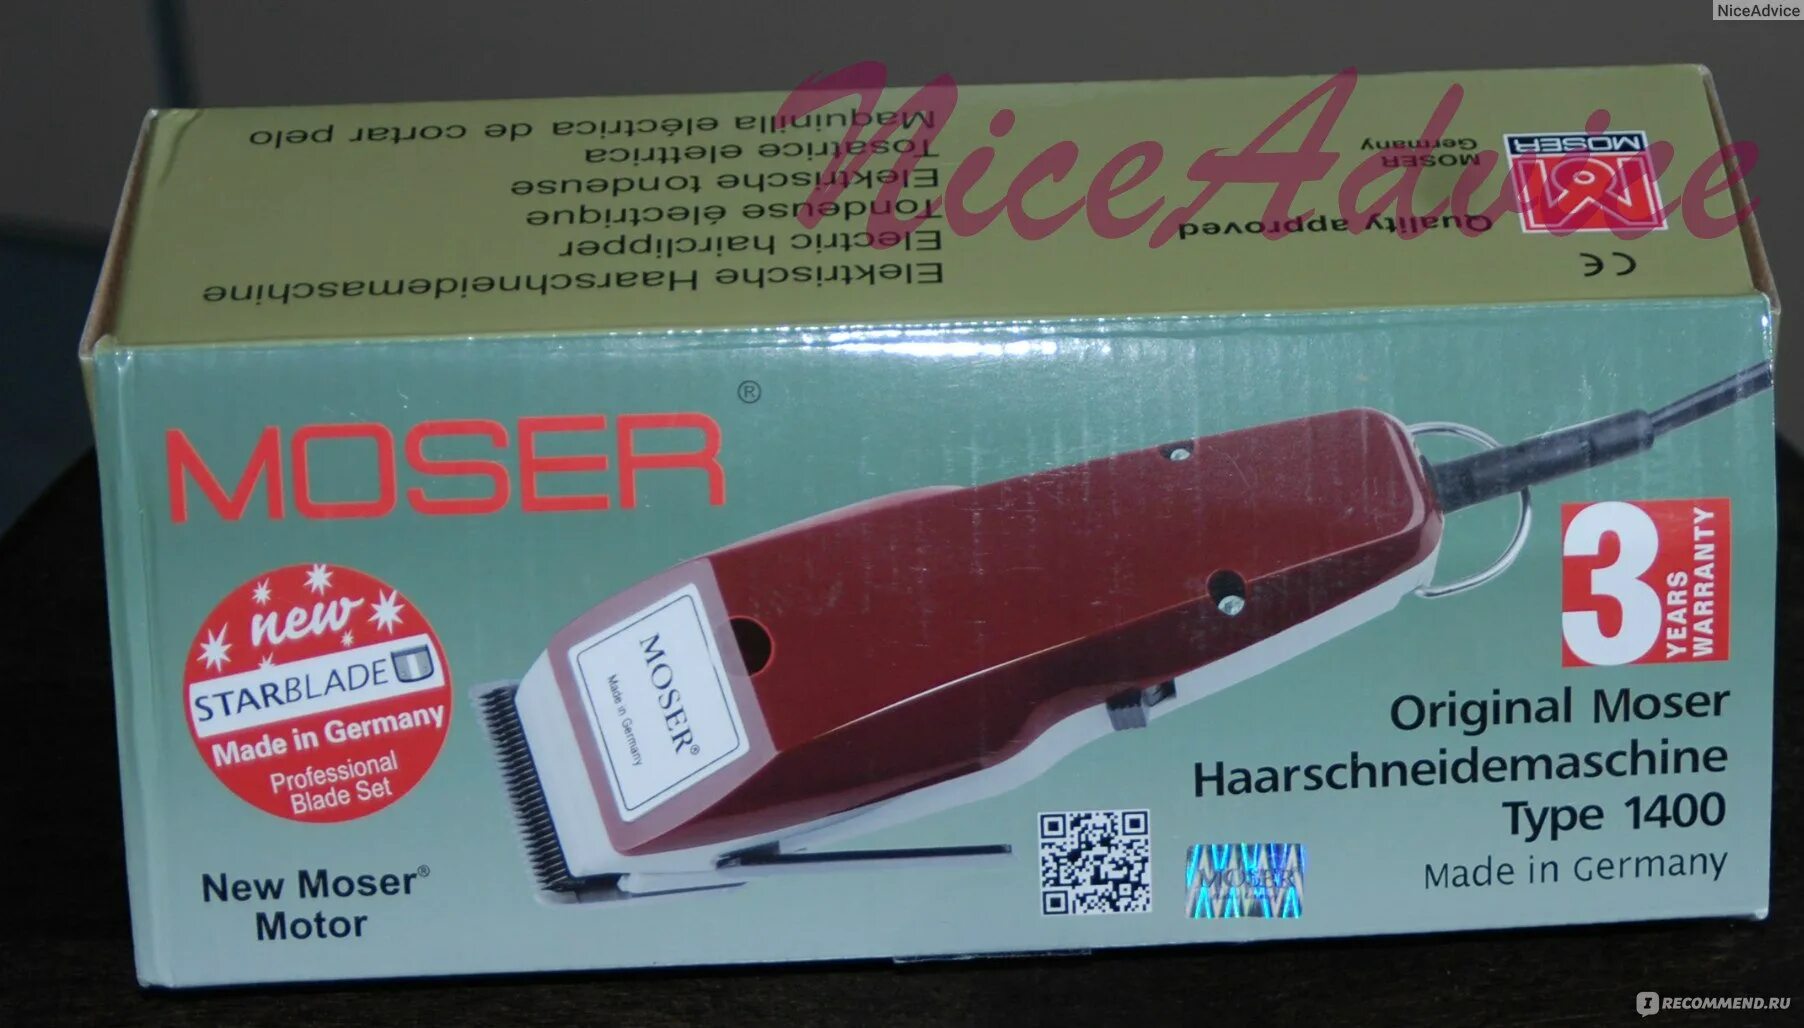 NiceAdvice
Maquinilla eléctrica de cortar pelo
Tosatrice elettrica
Elektrische tondeuse
Tondeuse électrique
Electric hairclipper
Elektrische Haarschneidemaschine
NiceAdvice
MOSER
Germany
MOSER
Quality approved
CE
MOSER®
new
STARBLADE
Made in Germany
Professional
Blade Set
New Moser®
Motor
MOSER®
Made in Germany
3
YEARS
WARRANTY
Original Moser
Haarschneidemaschine
Type 1400
Made in Germany
MOSER
IRECOMMEND.RU